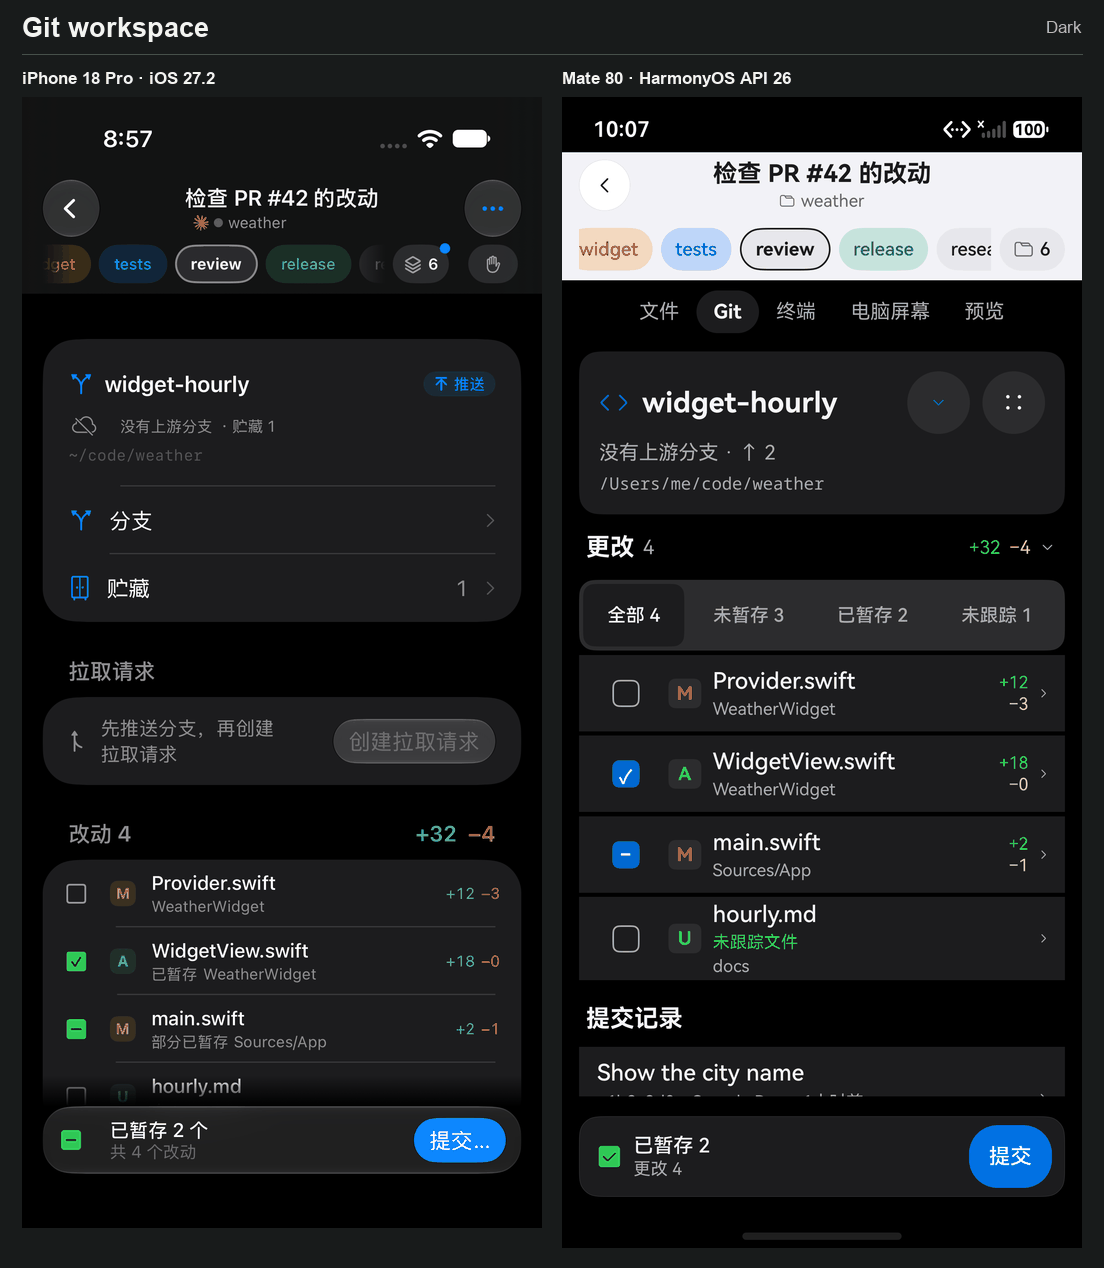 Git workspace
Dark
iPhone 18 Pro · iOS 27.2
8:57
检查 PR #42 的改动
weather
dget
tests
review
release
6
widget-hourly
推送
没有上游分支 · 贮藏 1
~/code/weather
分支
贮藏
1
拉取请求
先推送分支，再创建
拉取请求
创建拉取请求
改动 4
+32 −4
M
Provider.swift
WeatherWidget
+12 −3
A
WidgetView.swift
已暂存 WeatherWidget
+18 −0
M
main.swift
部分已暂存 Sources/App
+2 −1
U
hourly.md
已暂存 2 个
共 4 个改动
提交...
Mate 80 · HarmonyOS API 26
10:07
100
检查 PR #42 的改动
weather
widget
tests
review
release
resea
6
文件
Git
终端
电脑屏幕
预览
widget-hourly
没有上游分支 · ↑ 2
/Users/me/code/weather
更改 4
+32 −4
全部 4
未暂存 3
已暂存 2
未跟踪 1
M
Provider.swift
WeatherWidget
+12
−3
A
WidgetView.swift
WeatherWidget
+18
−0
M
main.swift
Sources/App
+2
−1
U
hourly.md
未跟踪文件
docs
提交记录
Show the city name
已暂存 2
更改 4
提交